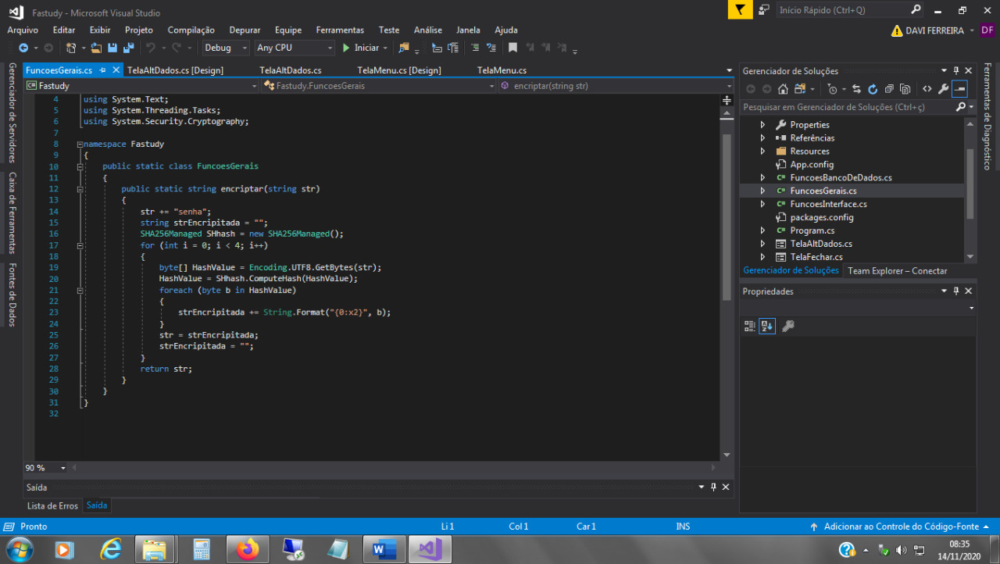 Fastudy - Microsoft Visual Studio
Início Rápido (Ctrl+Q)
Arquivo Editar Exibir Projeto Compilação Depurar Equipe Ferramentas Teste Análise Janela Ajuda
DAVI FERREIRA DF
Debug Any CPU Iniciar
Gerenciador de Servidores
Caixa de Ferramentas
Fontes de Dados
FuncoesGerais.cs TelaAltDados.cs [Design] TelaAltDados.cs TelaMenu.cs [Design] TelaMenu.cs
Fastudy Fastudy.FuncoesGerais encriptar(string str)
4 using System.Text;
5 using System.Threading.Tasks;
6 using System.Security.Cryptography;
7
8 namespace Fastudy
9 {
10 public static class FuncoesGerais
11 {
12 public static string encriptar(string str)
13 {
14 str += "senha";
15 string strEncripitada = "";
16 SHA256Managed SHhash = new SHA256Managed();
17 for (int i = 0; i < 4; i++)
18 {
19 byte[] HashValue = Encoding.UTF8.GetBytes(str);
20 HashValue = SHhash.ComputeHash(HashValue);
21 foreach (byte b in HashValue)
22 {
23 strEncripitada += String.Format("{0:x2}", b);
24 }
25 str = strEncripitada;
26 strEncripitada = "";
27 }
28 return str;
29 }
30 }
31 }
32
90 %
Saída
Lista de Erros Saída
Gerenciador de Soluções
Pesquisar em Gerenciador de Soluções (Ctrl+ç)
Properties
Referências
Resources
App.config
FuncoesBancoDeDados.cs
FuncoesGerais.cs
FuncoesInterface.cs
packages.config
Program.cs
TelaAltDados.cs
TelaFechar.cs
Gerenciador de Soluções Team Explorer – Conectar
Propriedades
Ferramentas de Diagnóstico
Pronto Li 1 Col 1 Car 1 INS Adicionar ao Controle do Código-Fonte
08:35
14/11/2020